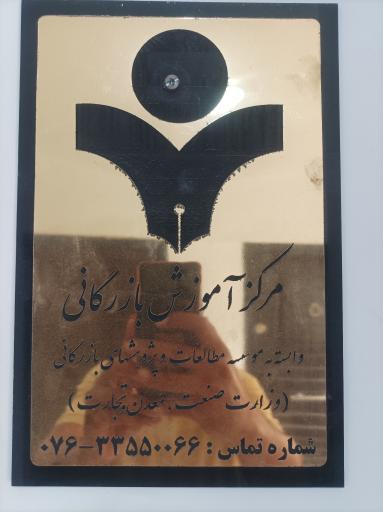 مرکز آموزش بازرگانی
وابسته به موسسه مطالعات و پژوهشهای بازرگانی
(وزارت صنعت، معدن، تجارت)
شماره تماس : ۳۳۵۵۰۰۶۶-۰۷۶